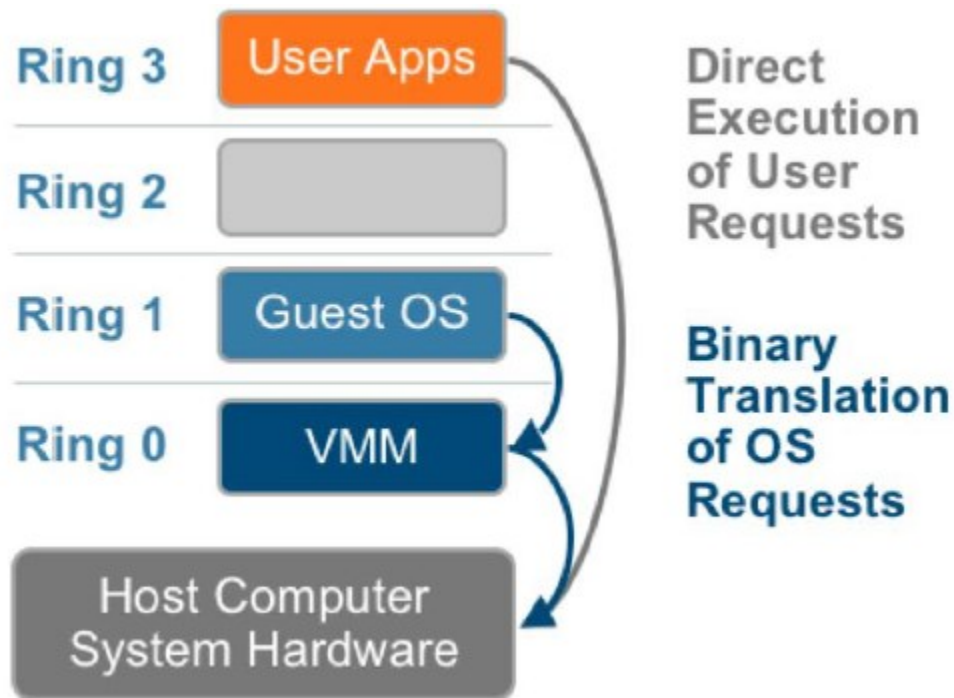 Ring 3
User Apps
Direct
Execution
of User
Requests
Ring 2
Ring 1
Guest OS
Binary
Translation
of OS
Requests
Ring 0
VMM
Host Computer
System Hardware